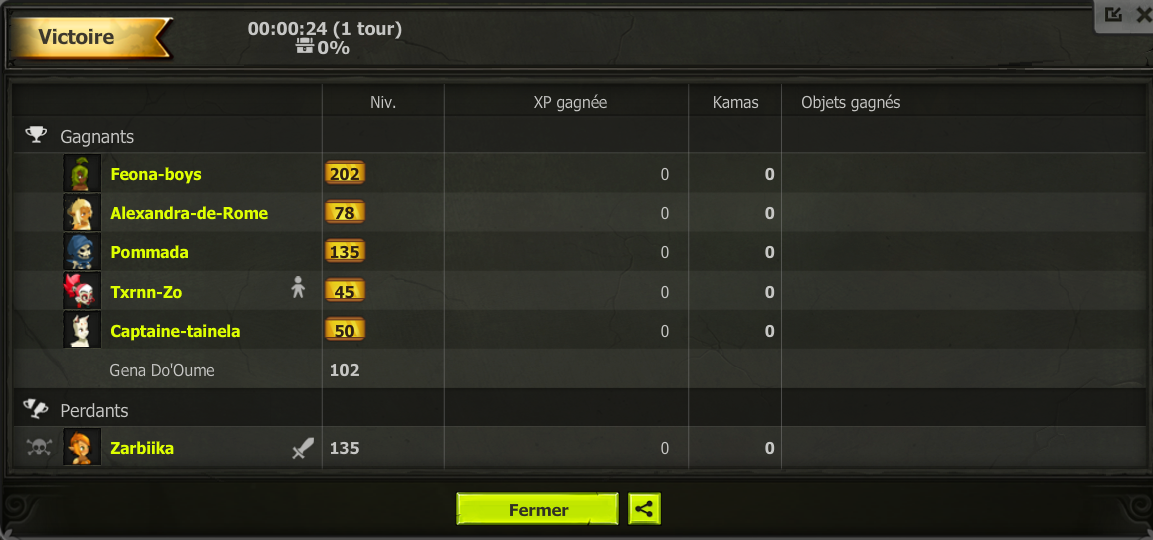 Victoire
00:00:24 (1 tour)
0%
Niv. XP gagnée Kamas Objets gagnés
Gagnants
Feona-boys 202 0 0
Alexandra-de-Rome 78 0 0
Pommada 135 0 0
Txrnn-Zo 45 0 0
Captaine-tainela 50 0 0
Gena Do'Oume 102
Perdants
Zarbiika 135 0 0
Fermer